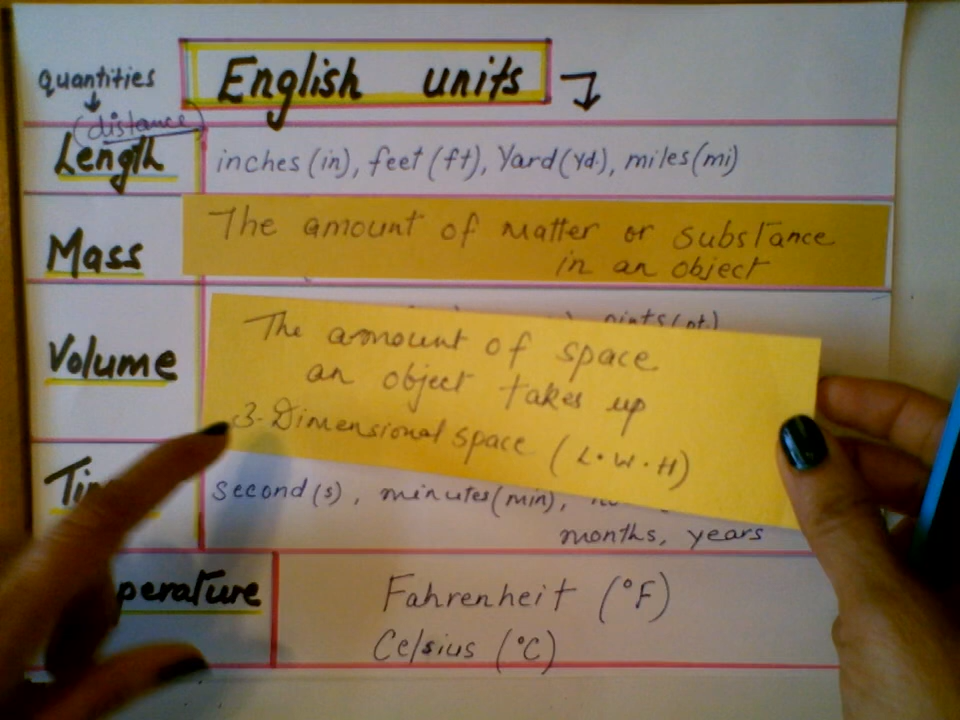 English units
quantities
(distance)
Length inches (in), feet (ft), Yard (yd.), miles (mi)
Mass The amount of matter or substance
in an object
pints (pt)
Volume The amount of space
an object takes up
3-Dimensional space (L.W.H)
second (s), minutes (min),
months, years
perature Fahrenheit (°F)
Celsius (°C)